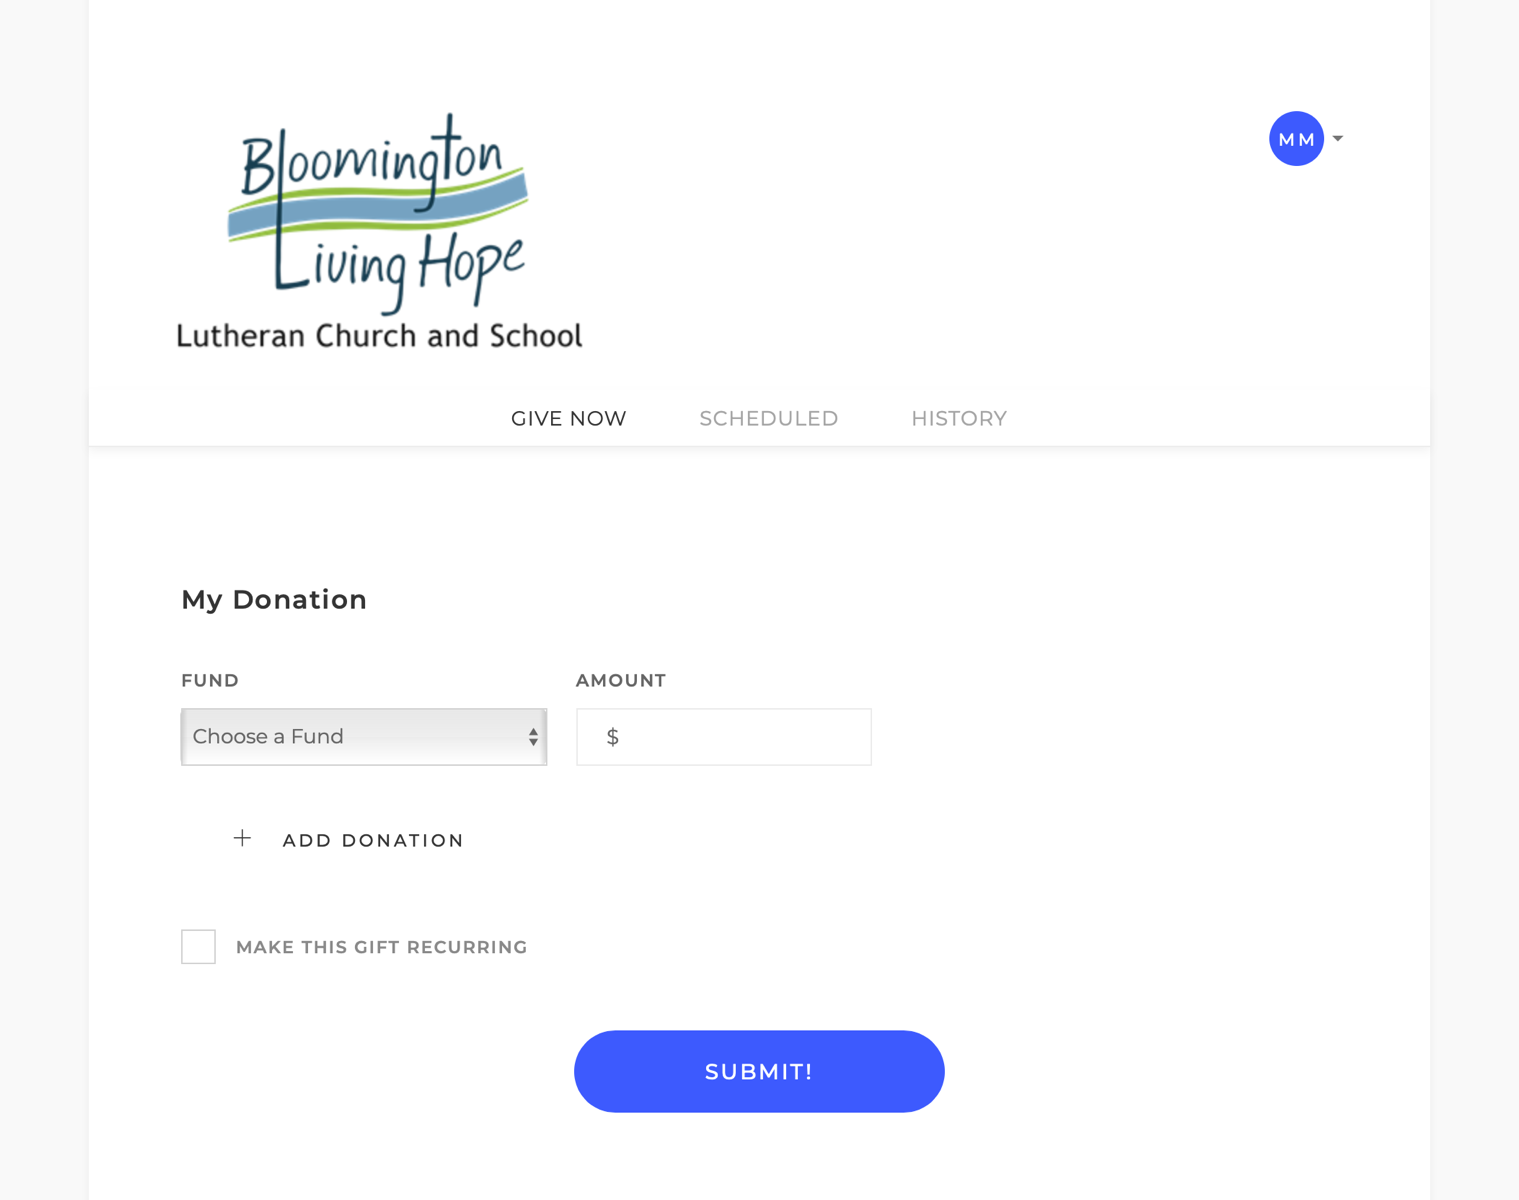 Bloomington
Living Hope
Lutheran Church and School
MM
GIVE NOW SCHEDULED HISTORY
My Donation
FUND AMOUNT
Choose a Fund $
+ ADD DONATION
MAKE THIS GIFT RECURRING
SUBMIT!